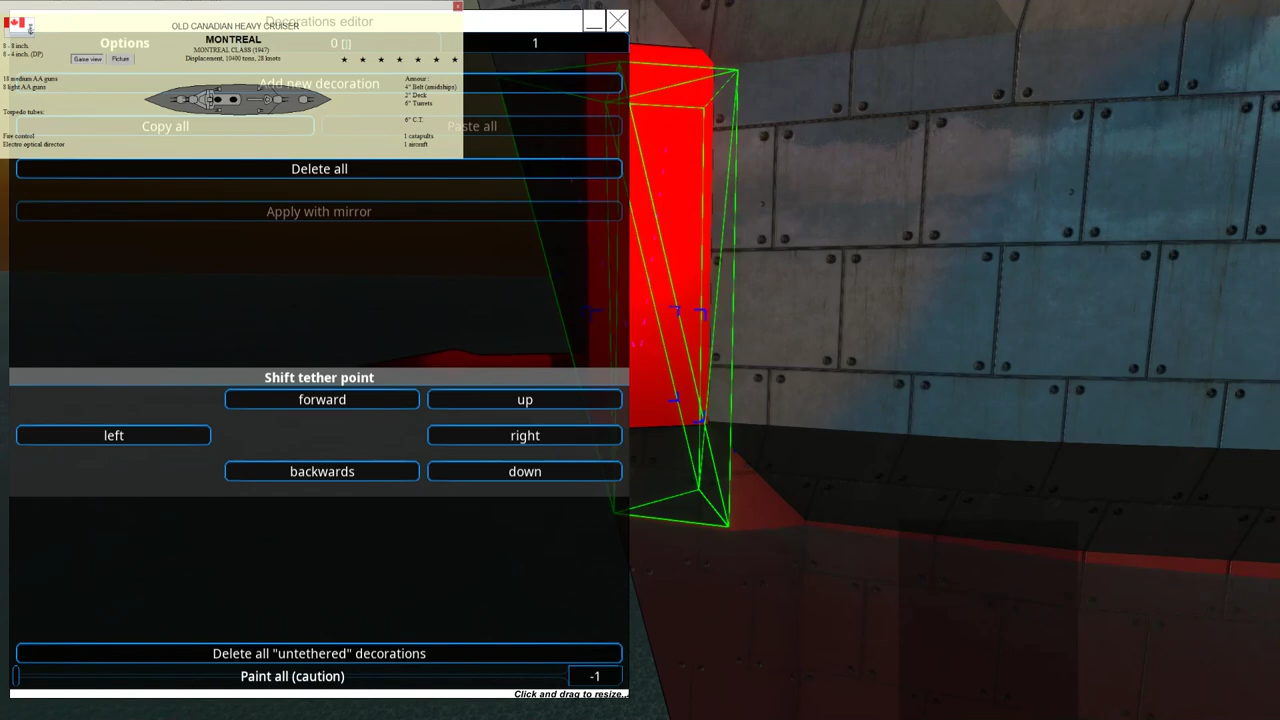 Decorations editor
OLD CANADIAN HEAVY CRUISER
MONTREAL
MONTREAL CLASS (1947)
Displacement, 10400 tons, 28 knots
Options
0 []]
1
8 - 8 inch.
8 - 4 inch. (DP)
Game view
Picture
★ ★ ★ ★ ★ ★ ★
18 medium AA guns
8 light AA guns
Armour :
4" Belt (amidships)
2" Deck
6" Turrets
Add new decoration
Torpedo tubes:
6" C.T.
Copy all
Paste all
Fire control
Electro optical director
1 catapults
1 aircraft
Delete all
Apply with mirror
Shift tether point
forward
up
left
right
backwards
down
Delete all "untethered" decorations
Paint all (caution)
-1
Click and drag to resize...